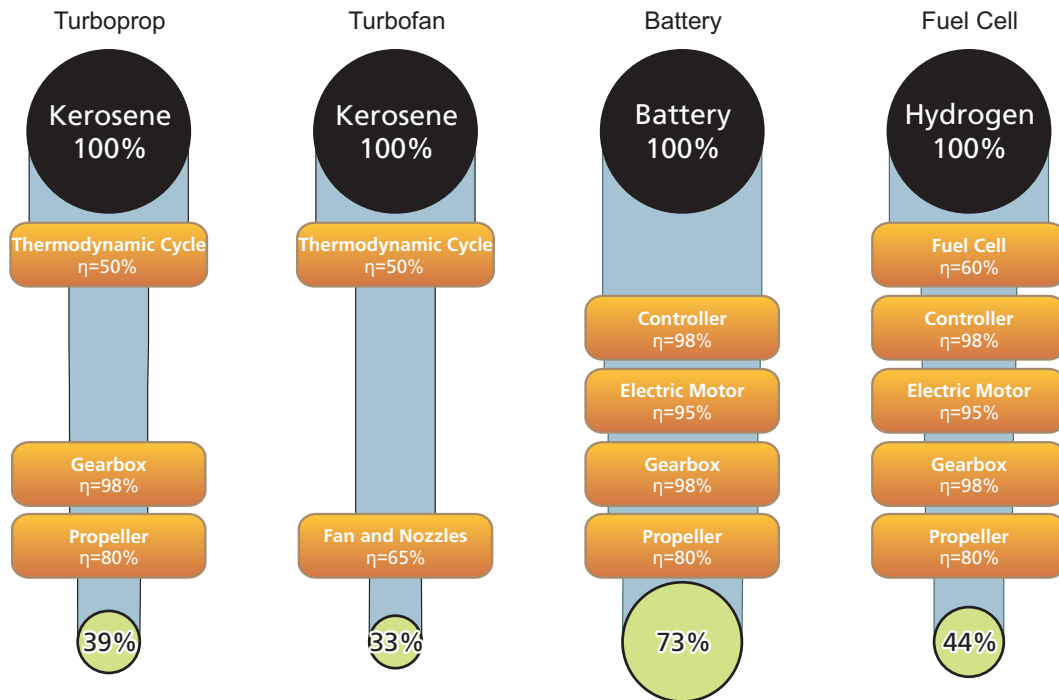 Turboprop
Kerosene
100%
Thermodynamic Cycle
η=50%
Gearbox
η=98%
Propeller
η=80%
39%
Turbofan
Kerosene
100%
Thermodynamic Cycle
η=50%
Fan and Nozzles
η=65%
33%
Battery
Battery
100%
Controller
η=98%
Electric Motor
η=95%
Gearbox
η=98%
Propeller
η=80%
73%
Fuel Cell
Hydrogen
100%
Fuel Cell
η=60%
Controller
η=98%
Electric Motor
η=95%
Gearbox
η=98%
Propeller
η=80%
44%